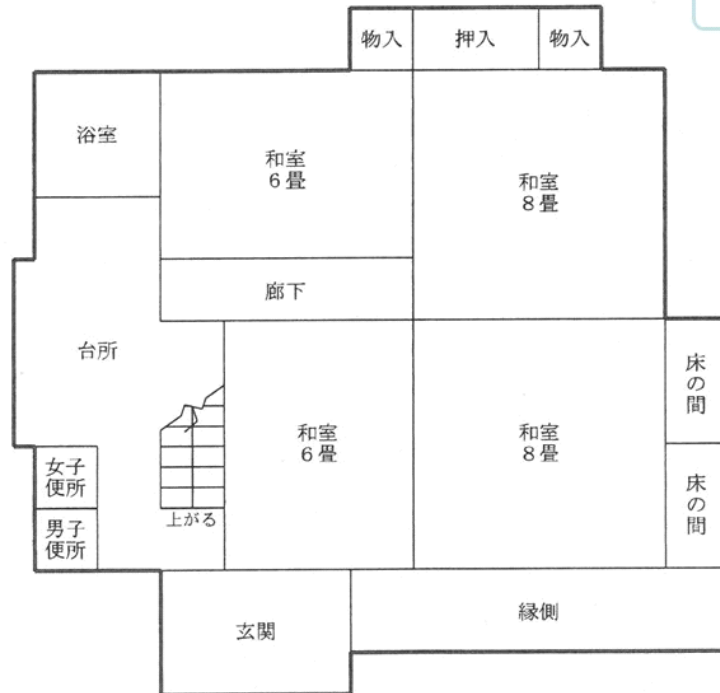 物入
押入
物入
浴室
和室
6畳
和室
8畳
廊下
台所
床の間
和室
6畳
和室
8畳
女子
便所
床の間
上がる
男子
便所
玄関
縁側